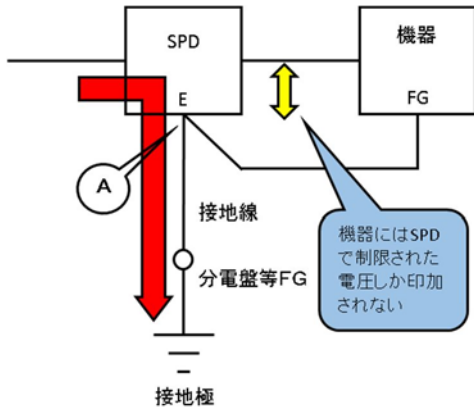 SPD
機器
E
FG
A
接地線
分電盤等FG
接地極
機器にはSPD
で制限された
電圧しか印加
されない